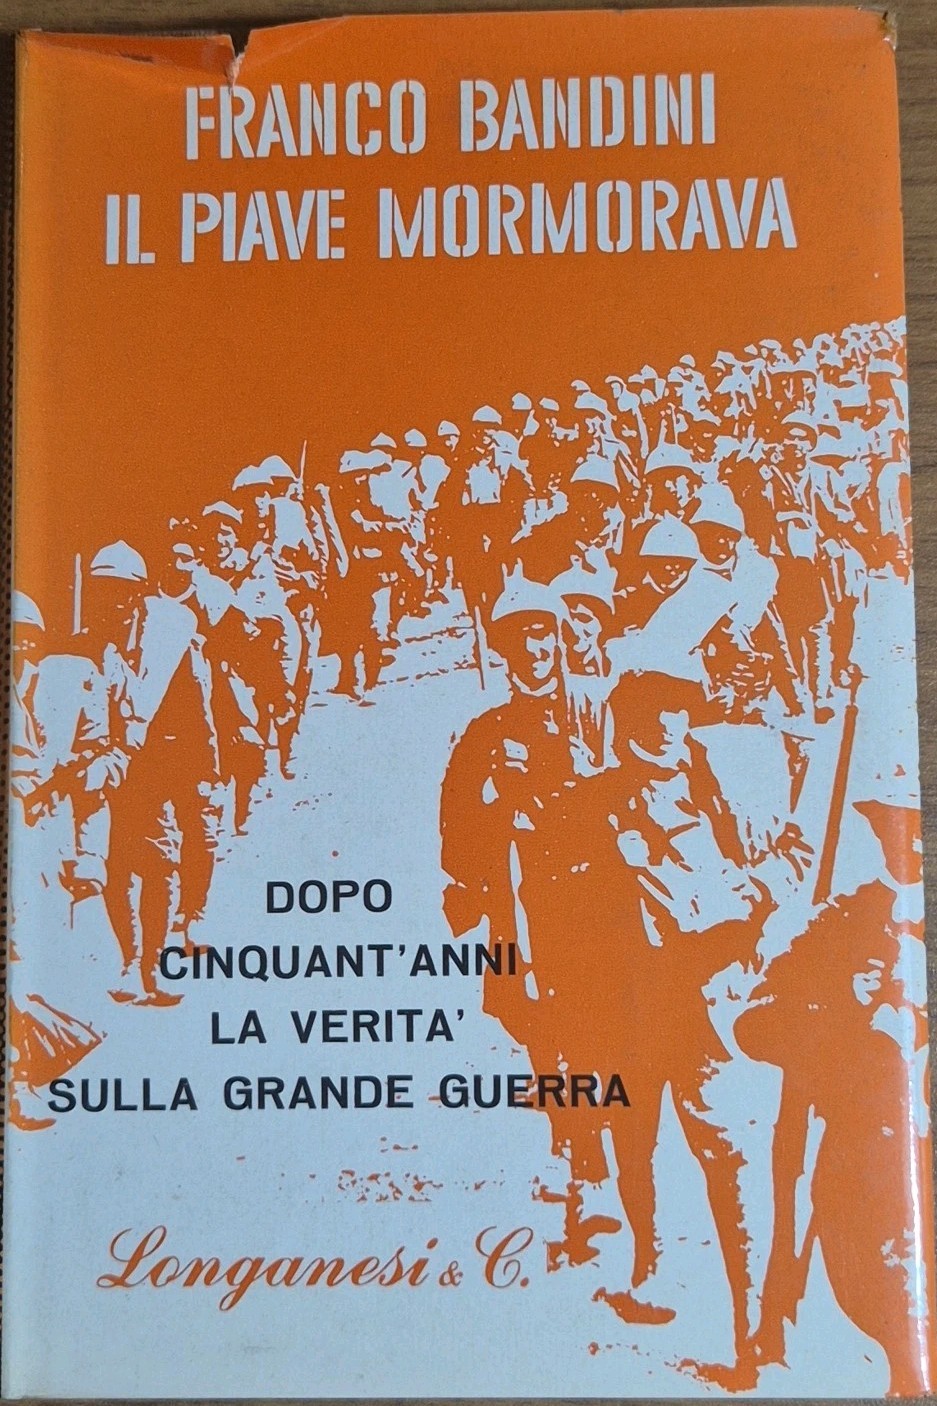 FRANCO BANDINI
IL PIAVE MORMORAVA
DOPO
CINQUANT'ANNI
LA VERITA'
SULLA GRANDE GUERRA
Longanesi & C.